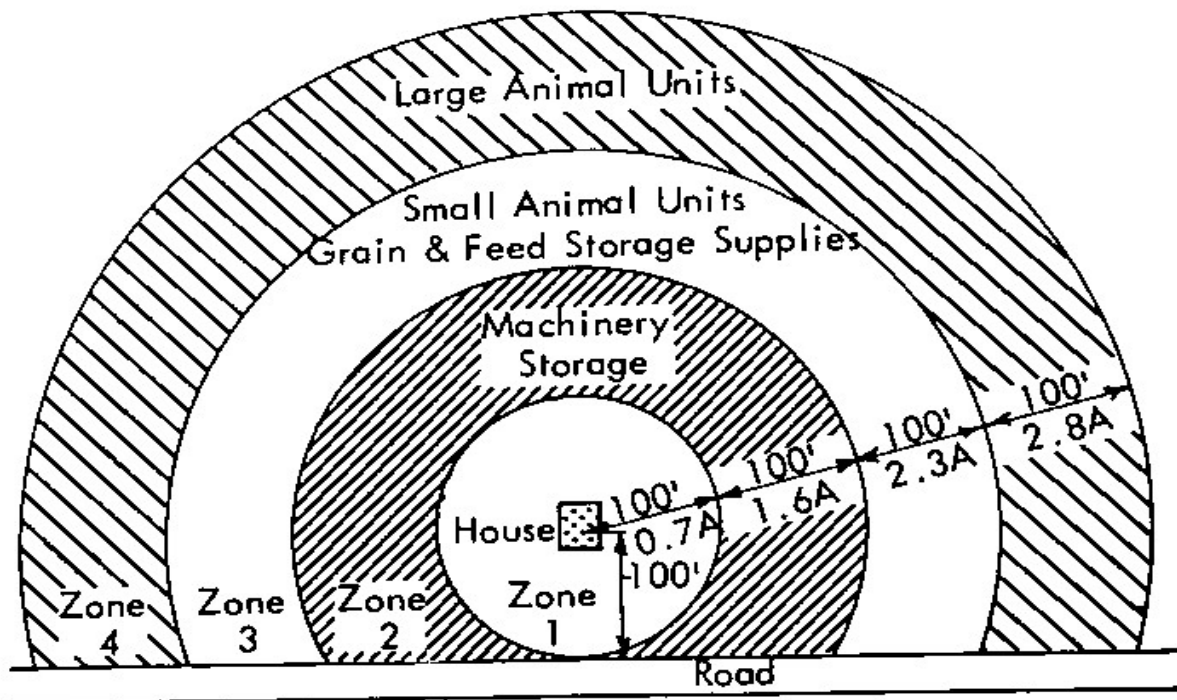 Large Animal Units
Small Animal Units
Grain & Feed Storage Supplies
Machinery
Storage
100'
2.8A
100'
2.3A
100'
1.6A
100'
0.7A
House
100'
Zone
4
Zone
3
Zone
2
Zone
1
Road